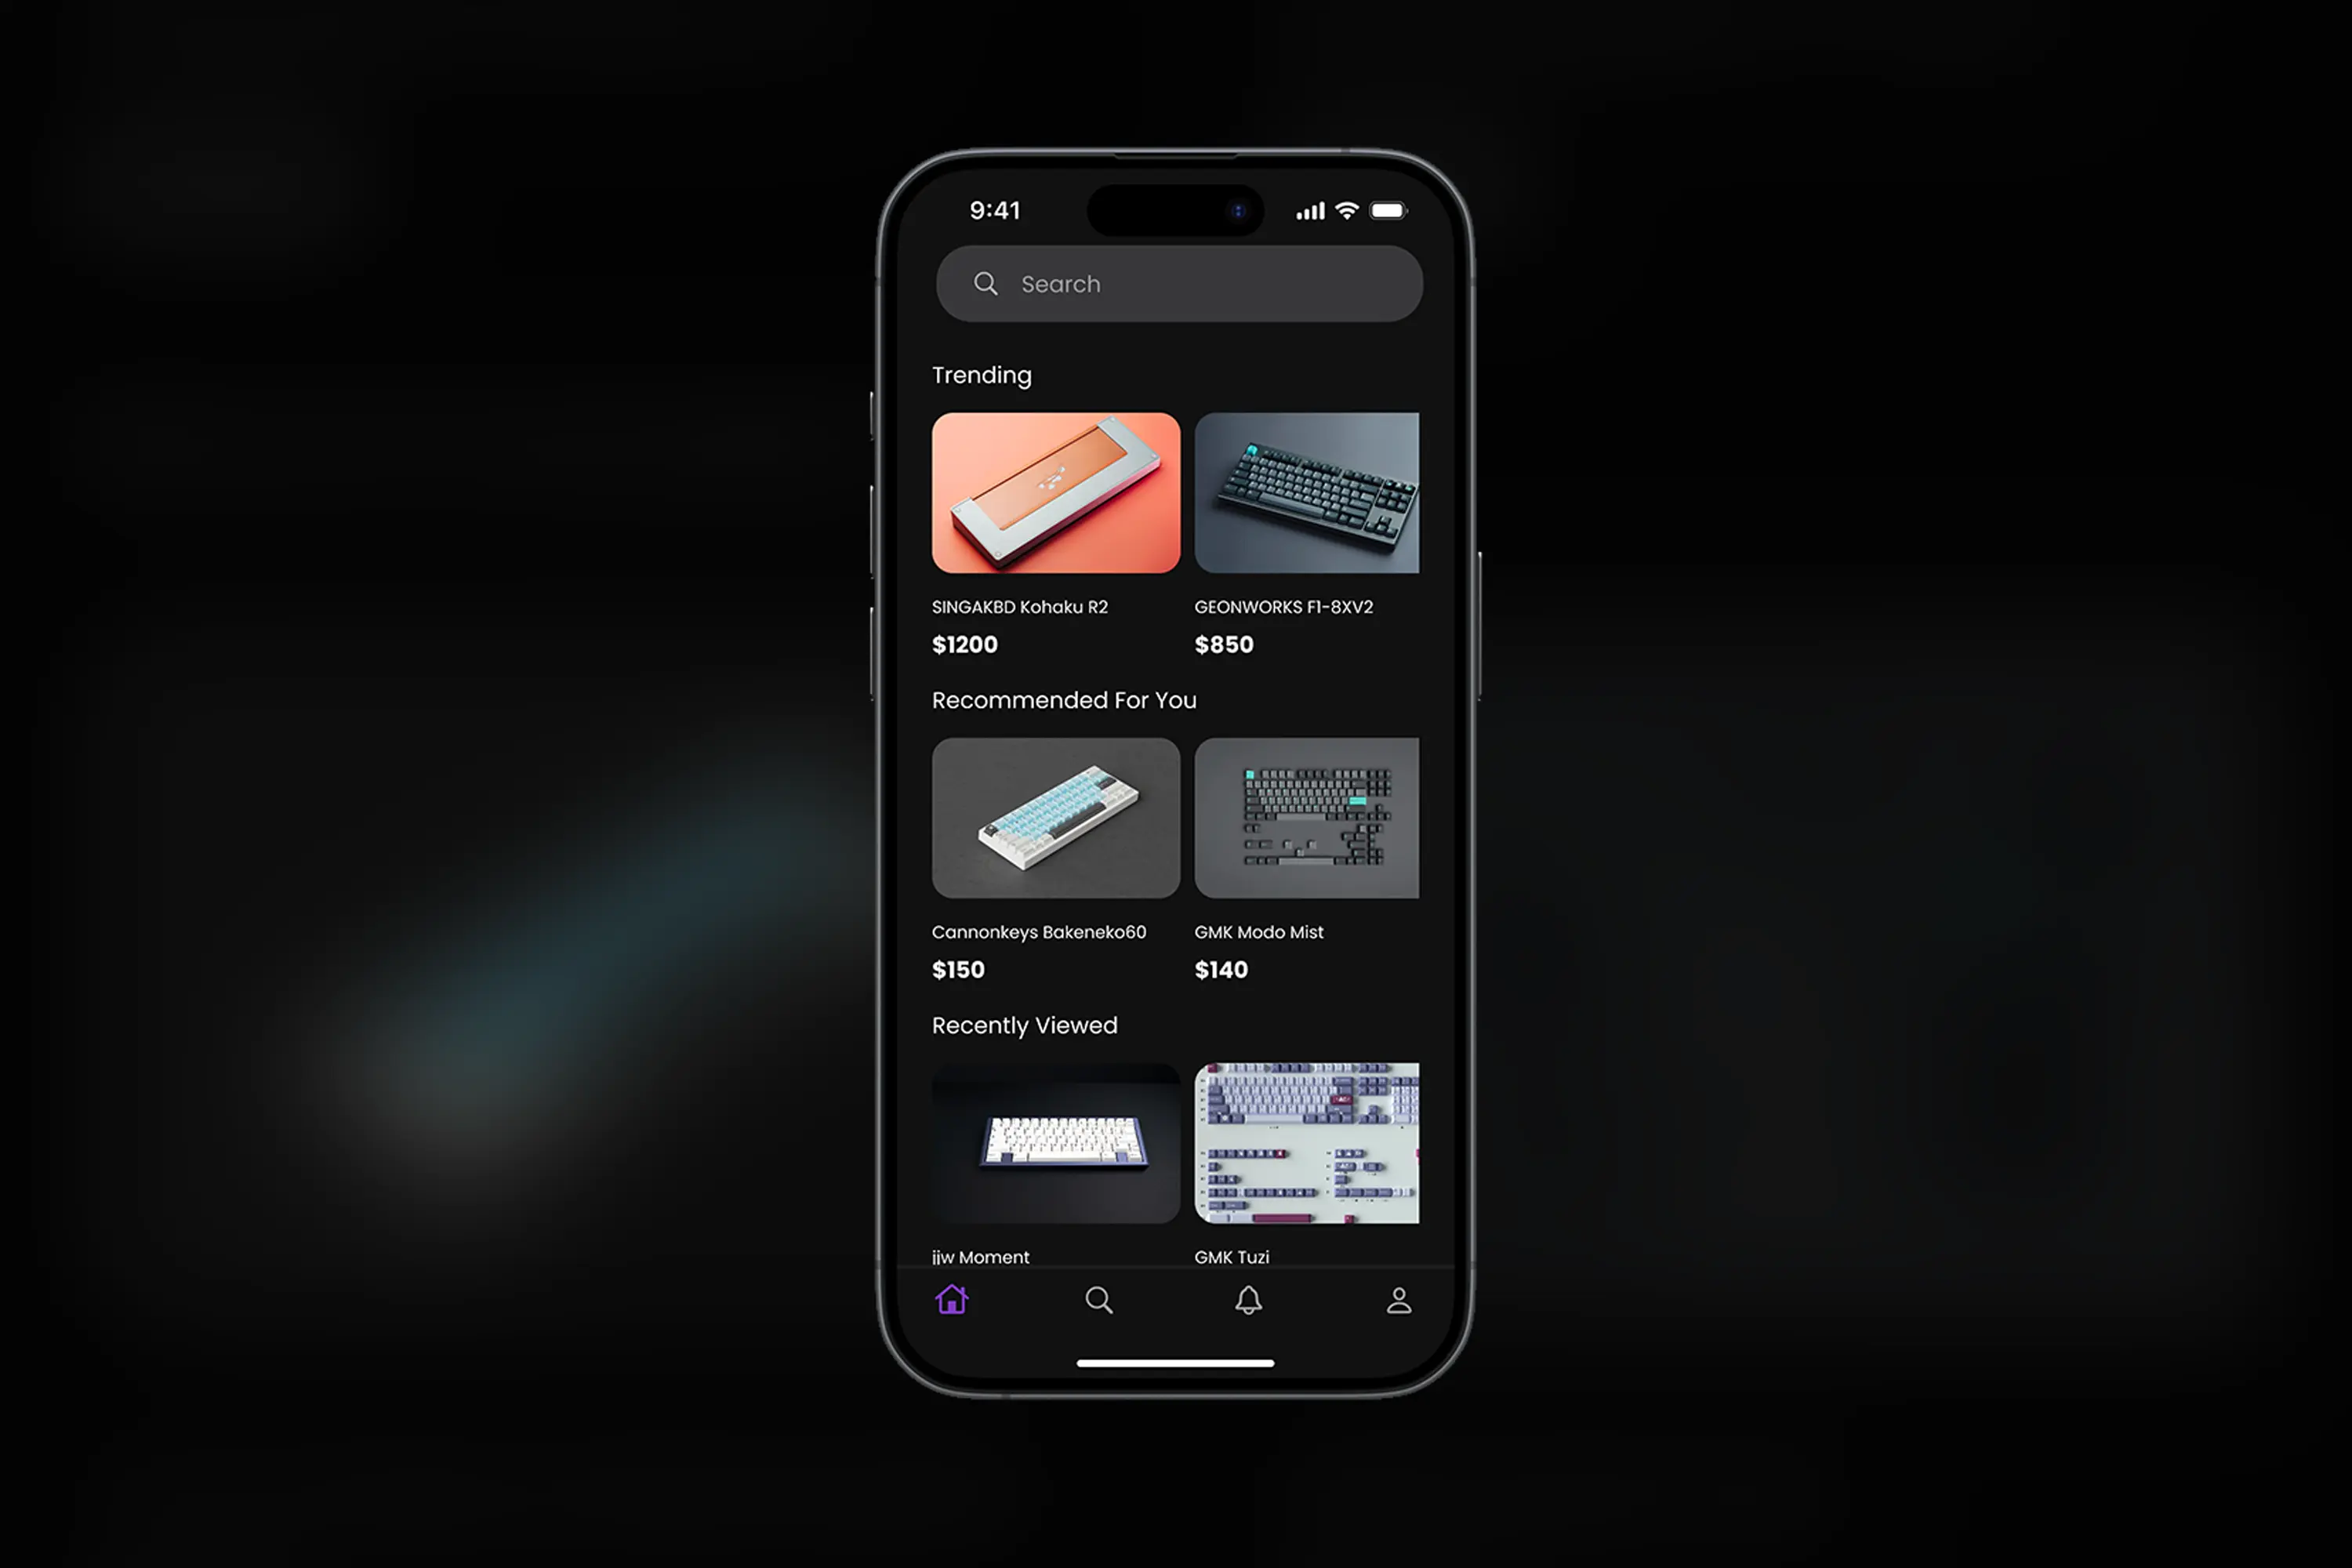 9:41
Search
Trending
SINGAKBD Kohaku R2
GEONWORKS F1-8XV2
$1200
$850
Recommended For You
Cannonkeys Bakeneko60
GMK Modo Mist
$150
$140
Recently Viewed
jjw Moment
GMK Tuzi